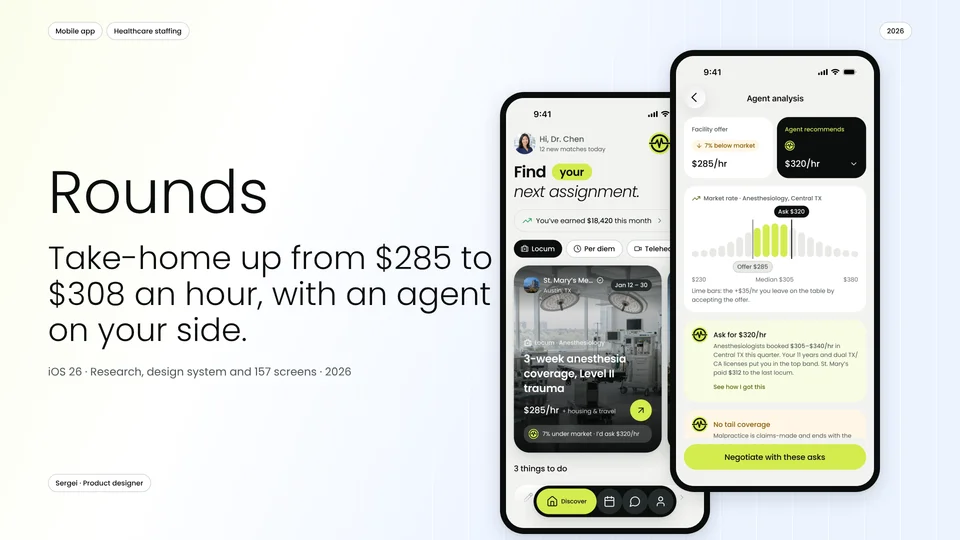 Mobile app
Healthcare staffing
2026
Rounds
Take-home up from $285 to
$308 an hour, with an agent
on your side.
iOS 26 · Research, design system and 157 screens · 2026
Sergei · Product designer
9:41
Hi, Dr. Chen
12 new matches today
Find your
next assignment.
You've earned $18,420 this month
Locum
Per diem
Teleheal
St. Mary's Me...
Austin, TX
Jan 12 – 30
Locum · Anesthesiology
3-week anesthesia
coverage, Level II
trauma
$285/hr + housing & travel
7% under market · I'd ask $320/hr
3 things to do
Discover
9:41
Agent analysis
Facility offer
7% below market
$285/hr
Agent recommends
$320/hr
Market rate · Anesthesiology, Central TX
Ask $320
Offer $285
$230
Median $305
$380
Lime bars: the +$35/hr you leave on the table by
accepting the offer.
Ask for $320/hr
Anesthesiologists booked $305–$340/hr in
Central TX this quarter. Your 11 years and dual TX/
CA licenses put you in the top band. St. Mary's
paid $312 to the last locum.
See how I got this
No tail coverage
Malpractice is claims-made and ends with the
Negotiate with these asks